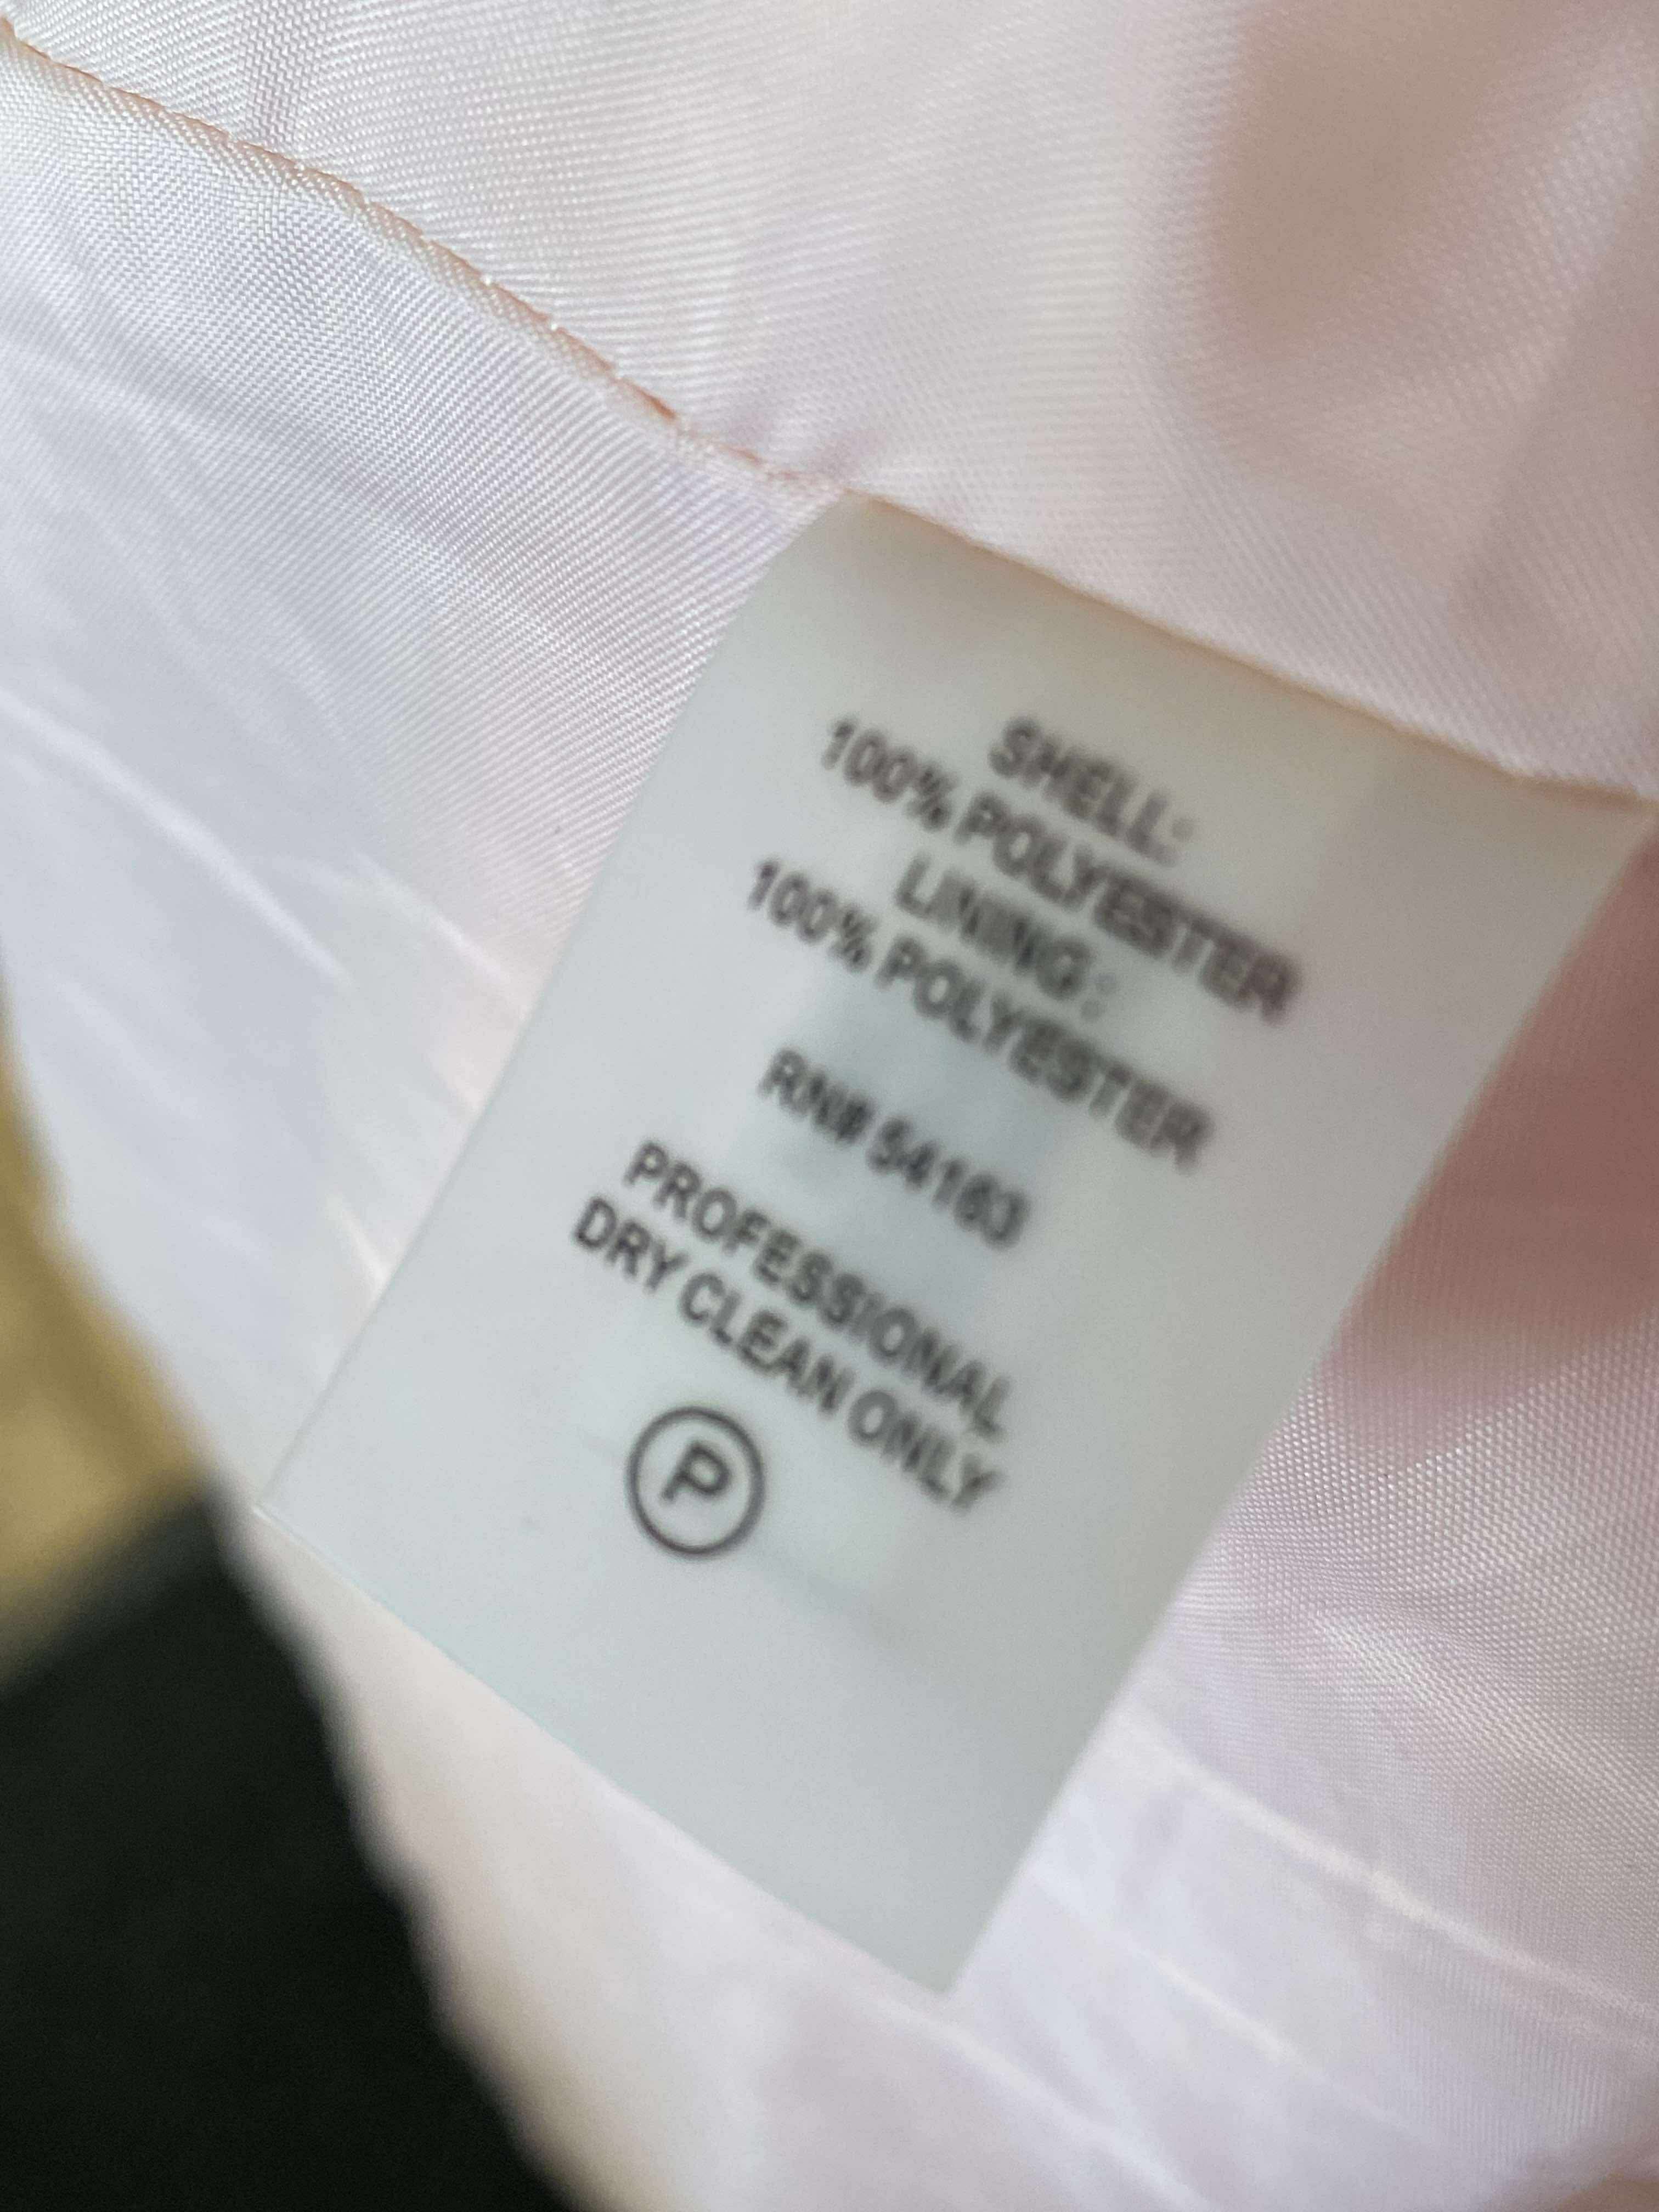 SHELL:
100% POLYESTER
LINING:
100% POLYESTER
RN# 54163
PROFESSIONAL
DRY CLEAN ONLY
P